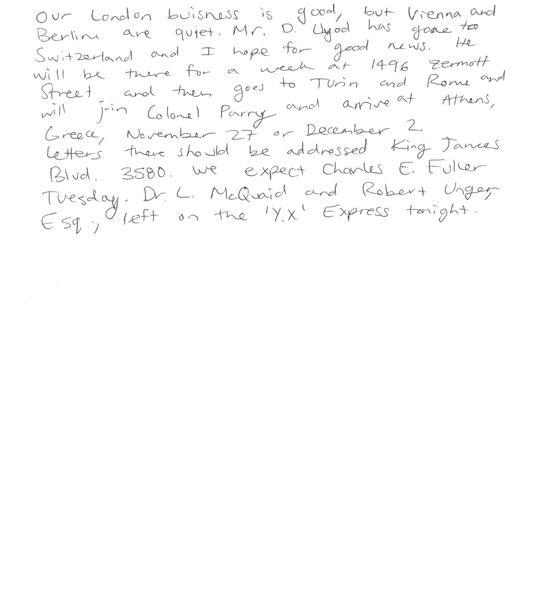 Our London buisness is good, but Vienna and
Berlin are quiet. Mr. D. Llyod has gone to
Switzerland and I hope for good news. He
will be there for a week at 1496 Zermott
Street and then goes to Turin and Rome and
will join Colonel Parry and arrive at Athens,
Greece, November 27 or December 2.
Letters there should be addressed King James
Blvd. 3580. We expect Charles E. Fuller
Tuesday. Dr. L. McQuaid and Robert Unger,
Esq., left on the 'Y.X' Express tonight.